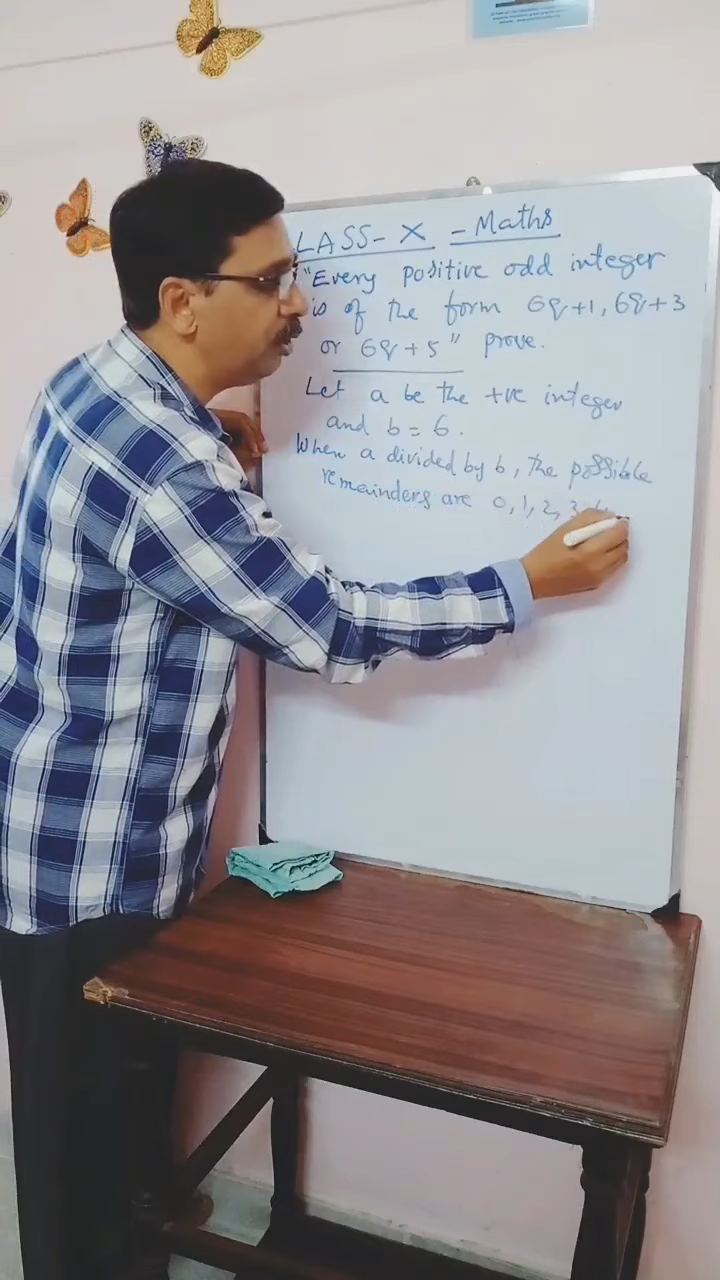 LASS - X - Maths
"Every positive odd integer
is of the form 6q+1, 6q+3
or 6q+5" prove.
Let a be the +ve integer
and b = 6.
When a divided by 6, the possible
remainders are 0, 1, 2, 3, 4,